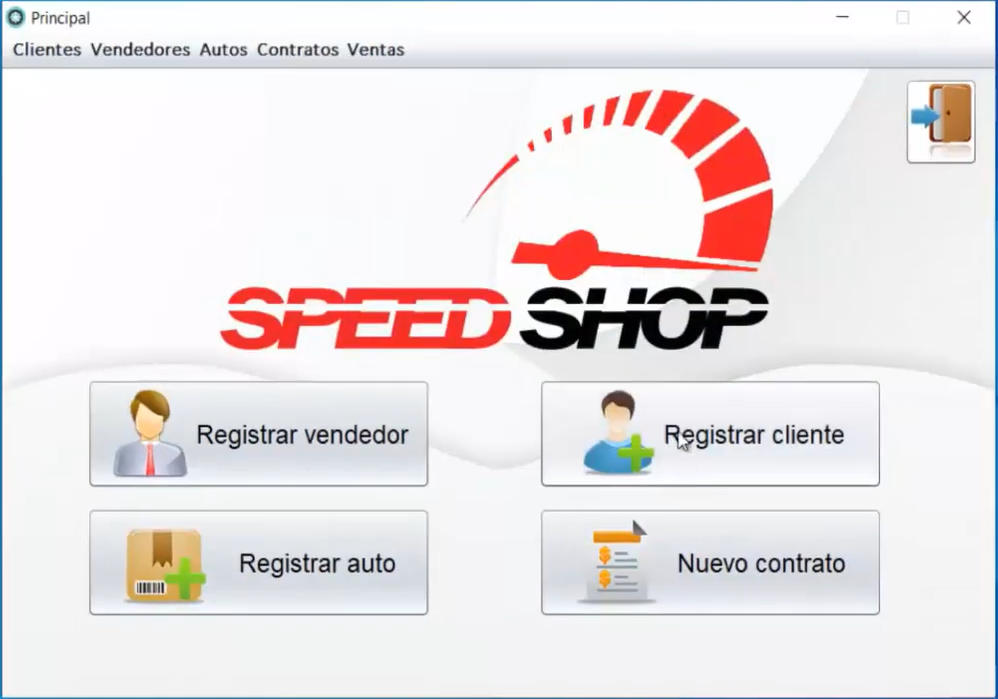 Principal
Clientes Vendedores Autos Contratos Ventas
SPEED SHOP
Registrar vendedor
Registrar cliente
Registrar auto
Nuevo contrato